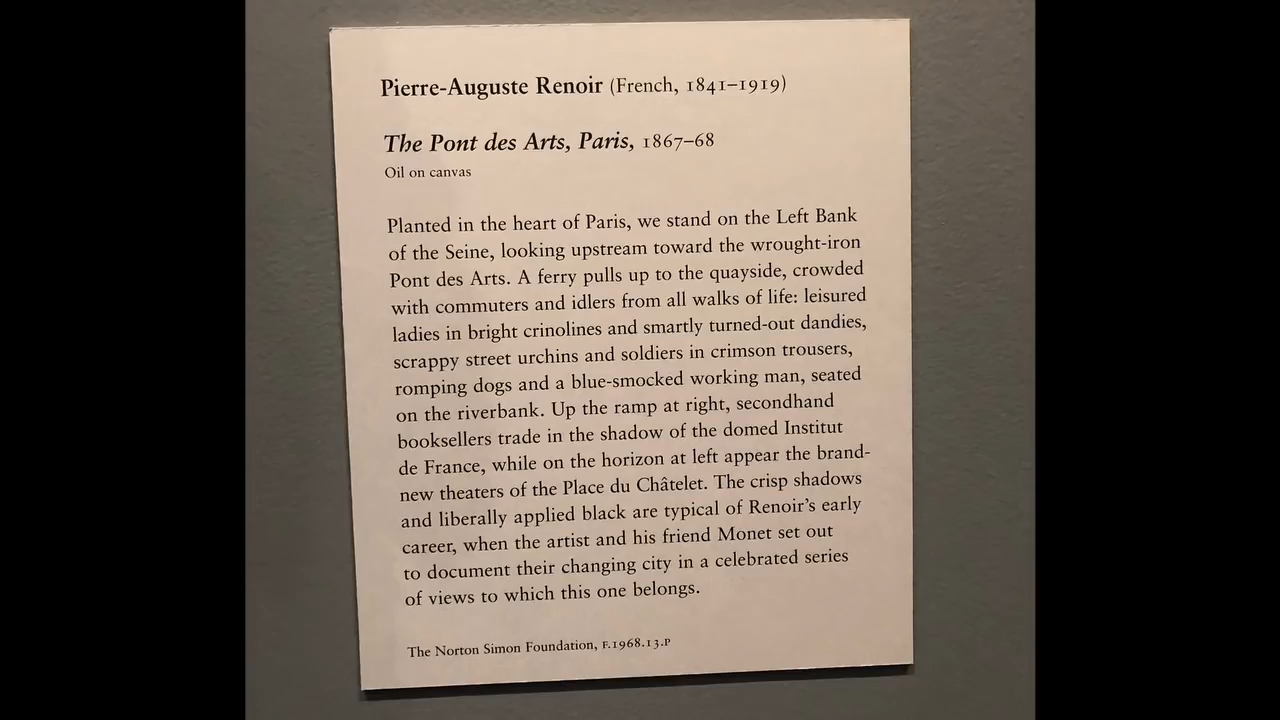 Pierre-Auguste Renoir (French, 1841–1919)
The Pont des Arts, Paris, 1867–68
Oil on canvas
Planted in the heart of Paris, we stand on the Left Bank
of the Seine, looking upstream toward the wrought-iron
Pont des Arts. A ferry pulls up to the quayside, crowded
with commuters and idlers from all walks of life: leisured
ladies in bright crinolines and smartly turned-out dandies,
scrappy street urchins and soldiers in crimson trousers,
romping dogs and a blue-smocked working man, seated
on the riverbank. Up the ramp at right, secondhand
booksellers trade in the shadow of the domed Institut
de France, while on the horizon at left appear the brand-
new theaters of the Place du Châtelet. The crisp shadows
and liberally applied black are typical of Renoir’s early
career, when the artist and his friend Monet set out
to document their changing city in a celebrated series
of views to which this one belongs.
The Norton Simon Foundation, F.1968.13.P